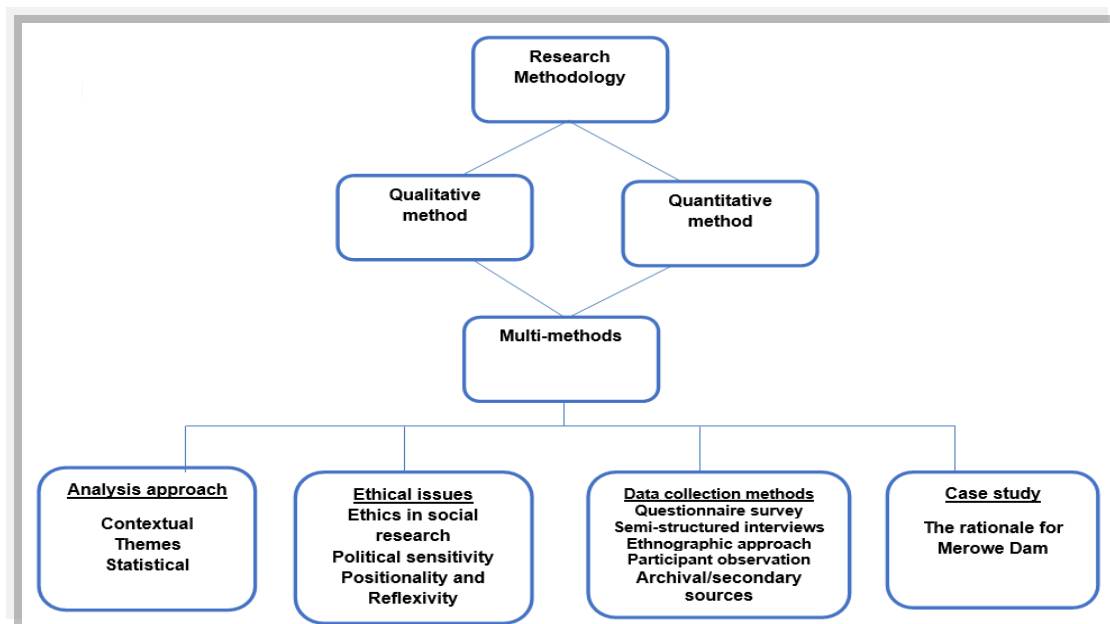 Research
Methodology
Qualitative
method
Quantitative
method
Multi-methods
Analysis approach
Contextual
Themes
Statistical
Ethical issues
Ethics in social
research
Political sensitivity
Positionality and
Reflexivity
Data collection methods
Questionnaire survey
Semi-structured interviews
Ethnographic approach
Participant observation
Archival/secondary
sources
Case study
The rationale for
Merowe Dam